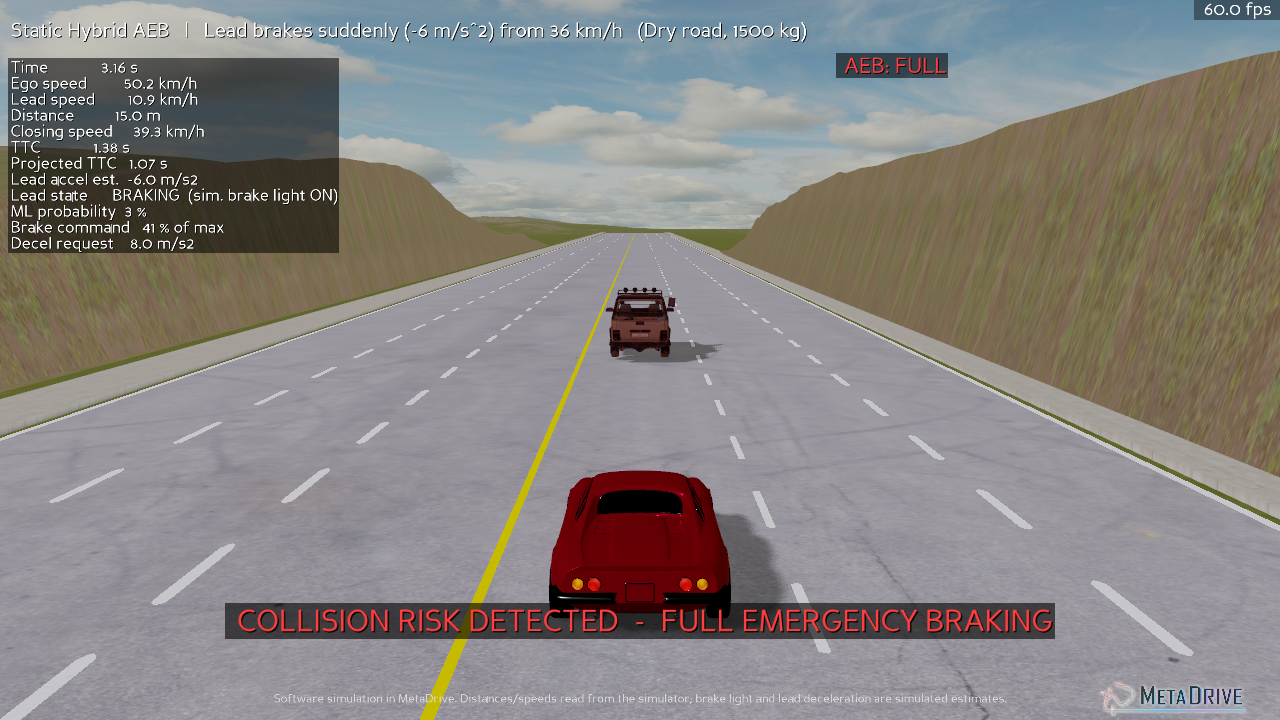 60.0 fps
Static Hybrid AEB | Lead brakes suddenly (-6 m/s^2) from 36 km/h (Dry road, 1500 kg)
AEB: FULL
Time 3.16 s
Ego speed 50.2 km/h
Lead speed 10.9 km/h
Distance 15.0 m
Closing speed 39.3 km/h
TTC 1.38 s
Projected TTC 1.07 s
Lead accel est. -6.0 m/s2
Lead state BRAKING (sim. brake light ON)
ML probability 3 %
Brake command 41 % of max
Decel request 8.0 m/s2
COLLISION RISK DETECTED - FULL EMERGENCY BRAKING
Software simulation in MetaDrive. Distances/speeds read from the simulator; brake light and lead deceleration are simulated estimates.
METADRIVE